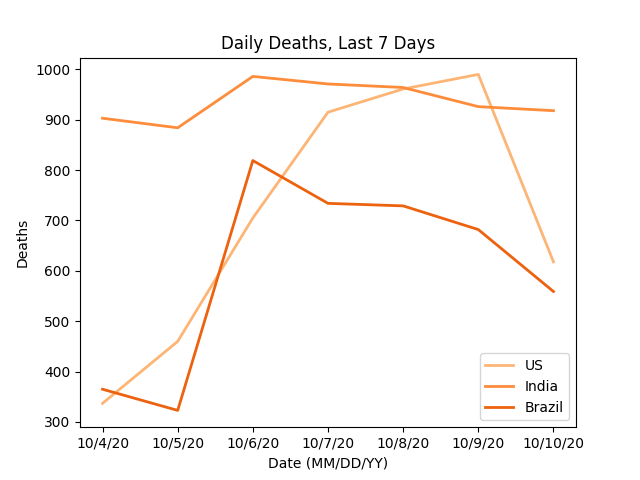 Daily Deaths, Last 7 Days
1000
900
800
700
600
500
400
300
Deaths
US
India
Brazil
10/4/20 10/5/20 10/6/20 10/7/20 10/8/20 10/9/20 10/10/20
Date (MM/DD/YY)